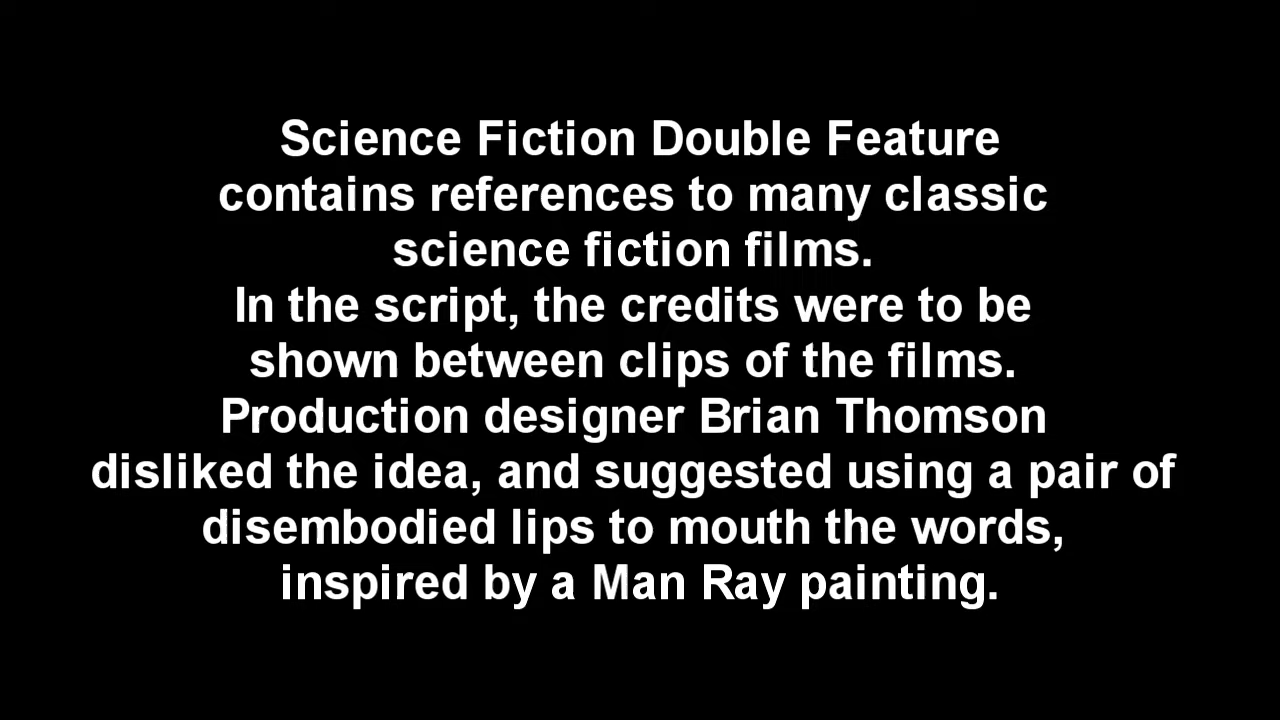 Science Fiction Double Feature
contains references to many classic
science fiction films.
In the script, the credits were to be
shown between clips of the films.
Production designer Brian Thomson
disliked the idea, and suggested using a pair of
disembodied lips to mouth the words,
inspired by a Man Ray painting.